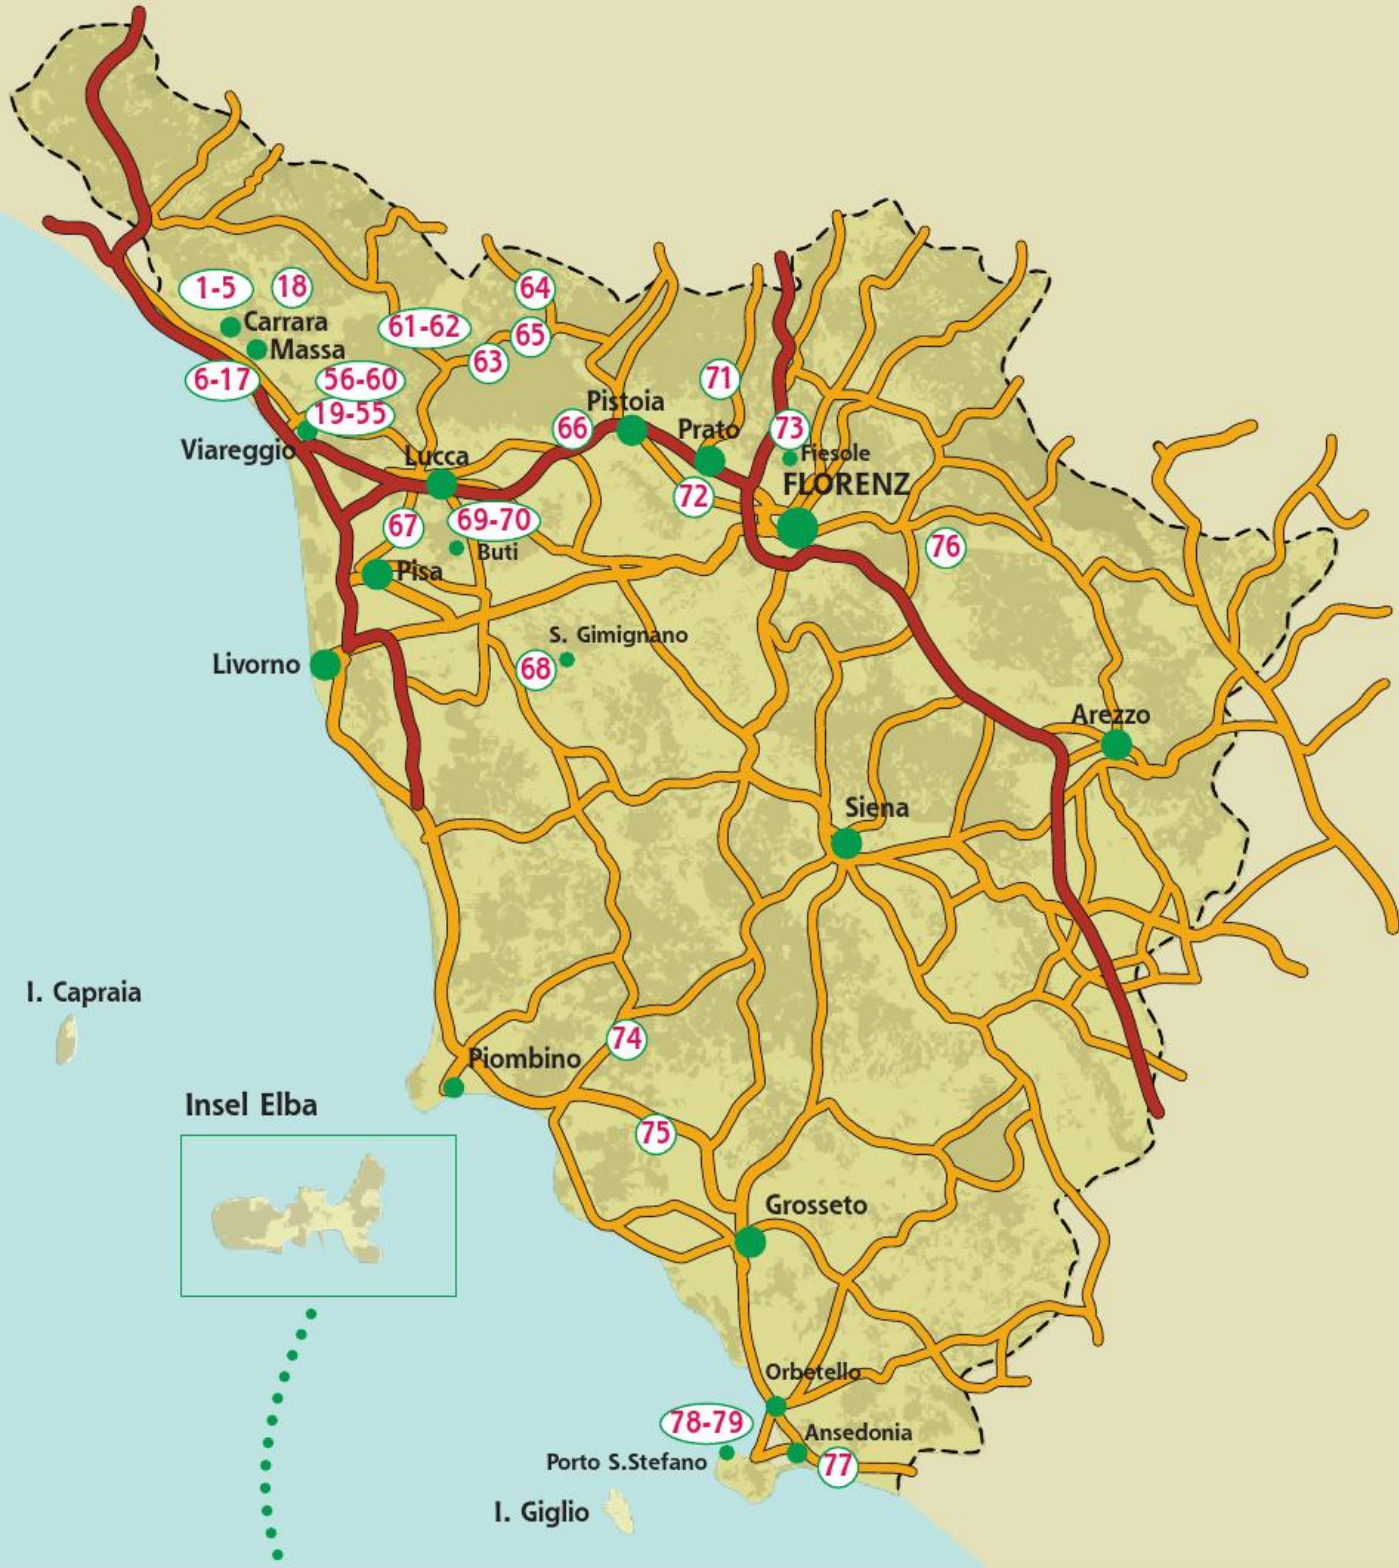 1-5
18
64
Carrara
61-62
65
Massa
63
6-17
56-60
71
Pistoia
19-55
66
Prato
73
Viareggio
Lucca
Fiesole
FLORENZ
72
67
69-70
Buti
76
Pisa
S. Gimignano
Livorno
68
Arezzo
Siena
I. Capraia
74
Piombino
Insel Elba
75
Grosseto
Orbetello
78-79
Ansedonia
Porto S.Stefano
77
I. Giglio